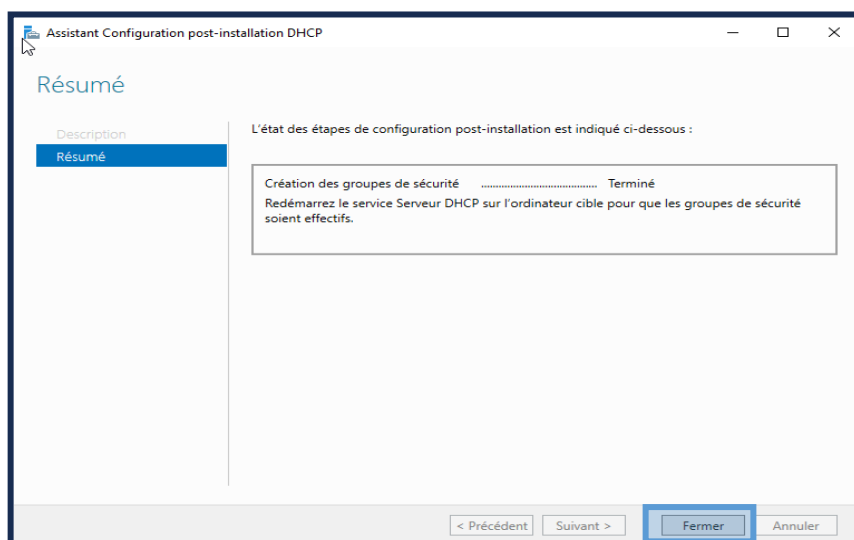 Assistant Configuration post-installation DHCP
Résumé
Description
Résumé
L'état des étapes de configuration post-installation est indiqué ci-dessous :
Création des groupes de sécurité ........................................ Terminé
Redémarrez le service Serveur DHCP sur l'ordinateur cible pour que les groupes de sécurité
soient effectifs.
< Précédent Suivant > Fermer Annuler